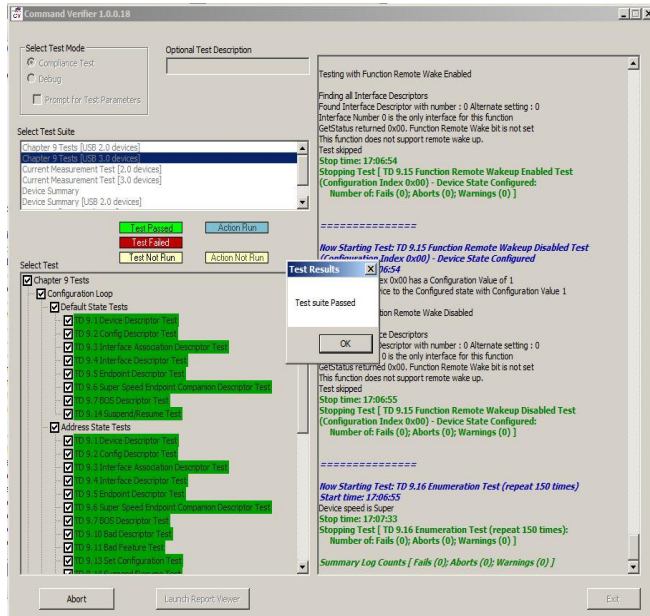 Command Verifier 1.0.0.18
Select Test Mode
Compliance Test
Debug
Prompt for Test Parameters
Optional Test Description
Select Test Suite
Chapter 9 Tests [USB 2.0 devices]
Chapter 9 Tests [USB 3.0 devices]
Current Measurement Test [2.0 devices]
Current Measurement Test [3.0 devices]
Device Summary
Device Summary [USB 2.0 devices]
Test Passed
Action Run
Test Failed
Test Not Run
Action Not Run
Select Test
Chapter 9 Tests
Configuration Loop
Default State Tests
TD 9.1 Device Descriptor Test
TD 9.2 Config Descriptor Test
TD 9.3 Interface Association Descriptor Test
TD 9.4 Interface Descriptor Test
TD 9.5 Endpoint Descriptor Test
TD 9.6 Super Speed Endpoint Companion Descriptor Test
TD 9.7 BOS Descriptor Test
TD 9.14 Suspend/Resume Test
Address State Tests
TD 9.1 Device Descriptor Test
TD 9.2 Config Descriptor Test
TD 9.3 Interface Association Descriptor Test
TD 9.4 Interface Descriptor Test
TD 9.5 Endpoint Descriptor Test
TD 9.6 Super Speed Endpoint Companion Descriptor Test
TD 9.7 BOS Descriptor Test
TD 9.10 Bad Descriptor Test
TD 9.11 Bad Feature Test
TD 9.13 Set Configuration Test
Testing with Function Remote Wake Enabled
Finding all Interface Descriptors
Found Interface Descriptor with number : 0 Alternate setting : 0
Interface Number 0 is the only interface for this function
GetStatus returned 0x00. Function Remote Wake bit is not set
This function does not support remote wake up.
Test skipped
Stop time: 17:06:54
Stopping Test [ TD 9.15 Function Remote Wakeup Enabled Test
(Configuration Index 0x00) - Device State Configured:
Number of: Fails (0); Aborts (0); Warnings (0) ]
===============
Now Starting Test: TD 9.15 Function Remote Wakeup Disabled Test
(Configuration Index 0x00) - Device State Configured
06:54
ex 0x00 has a Configuration Value of 1
ice to the Configured state with Configuration Value 1
ion Remote Wake Disabled
ce Descriptors
escriptor with number : 0 Alternate setting : 0
0 is the only interface for this function
GetStatus returned 0x00. Function Remote Wake bit is not set
This function does not support remote wake up.
Test skipped
Stop time: 17:06:55
Stopping Test [ TD 9.15 Function Remote Wakeup Disabled Test
(Configuration Index 0x00) - Device State Configured:
Number of: Fails (0); Aborts (0); Warnings (0) ]
===============
Now Starting Test: TD 9.16 Enumeration Test (repeat 150 times)
Start time: 17:06:55
Device speed is Super
Stop time: 17:07:33
Stopping Test [ TD 9.16 Enumeration Test (repeat 150 times):
Number of: Fails (0); Aborts (0); Warnings (0) ]
Summary Log Counts [ Fails (0); Aborts (0); Warnings (0) ]
Test Results
Test suite Passed
OK
Abort
Launch Report Viewer
Exit